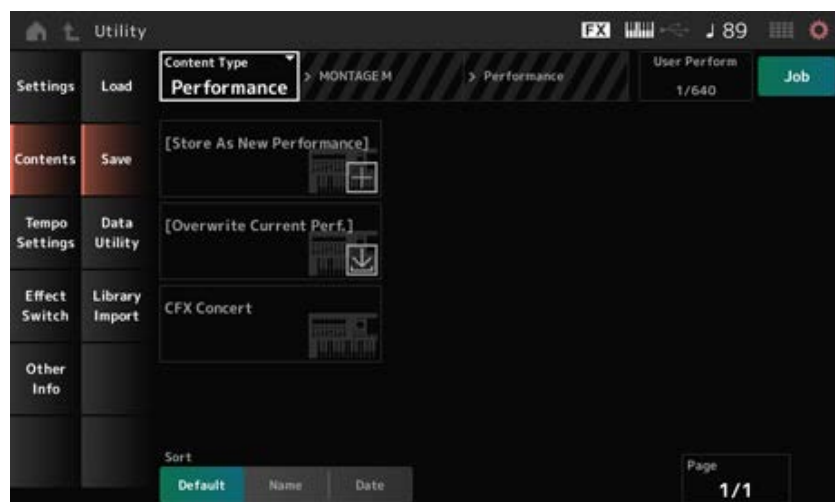 Utility
FX
89
Settings
Load
Content Type
Performance
> MONTAGE M
> Performance
User Perform
1/640
Job
Contents
Save
[Store As New Performance]
Tempo
Settings
Data
Utility
[Overwrite Current Perf.]
Effect
Switch
Library
Import
CFX Concert
Other
Info
Sort
Default
Name
Date
Page
1/1